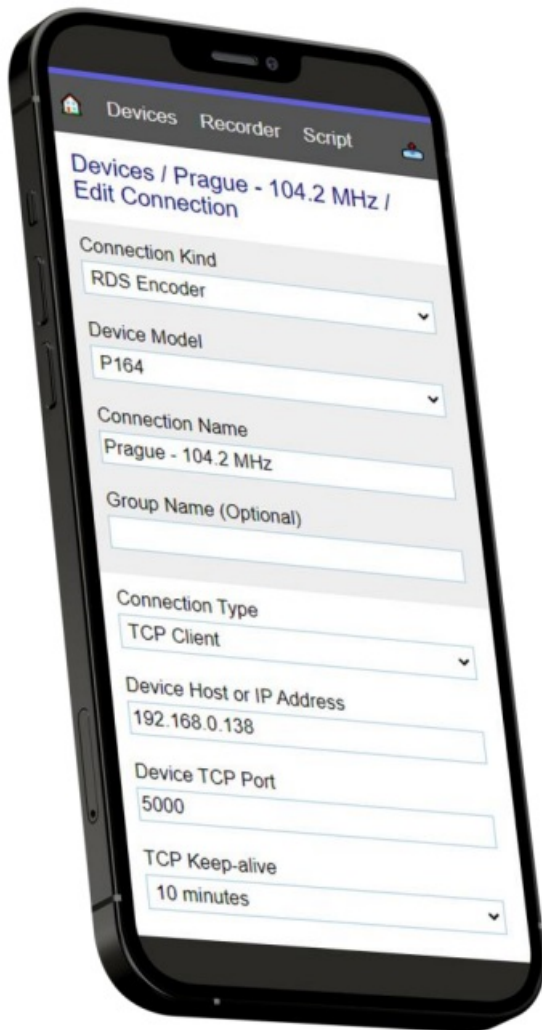 Devices Recorder Script
Devices / Prague - 104.2 MHz /
Edit Connection
Connection Kind
RDS Encoder
Device Model
P164
Connection Name
Prague - 104.2 MHz
Group Name (Optional)
Connection Type
TCP Client
Device Host or IP Address
192.168.0.138
Device TCP Port
5000
TCP Keep-alive
10 minutes